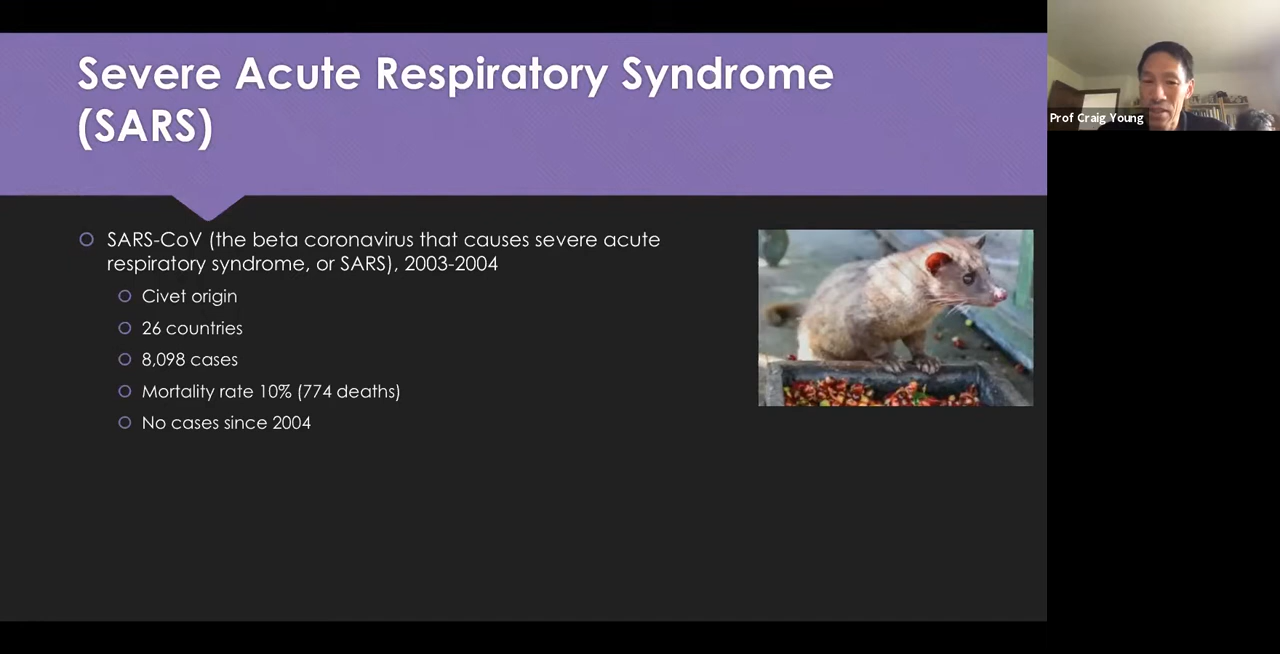 Severe Acute Respiratory Syndrome
(SARS)
Prof Craig Young
SARS-CoV (the beta coronavirus that causes severe acute
respiratory syndrome, or SARS), 2003-2004
Civet origin
26 countries
8,098 cases
Mortality rate 10% (774 deaths)
No cases since 2004